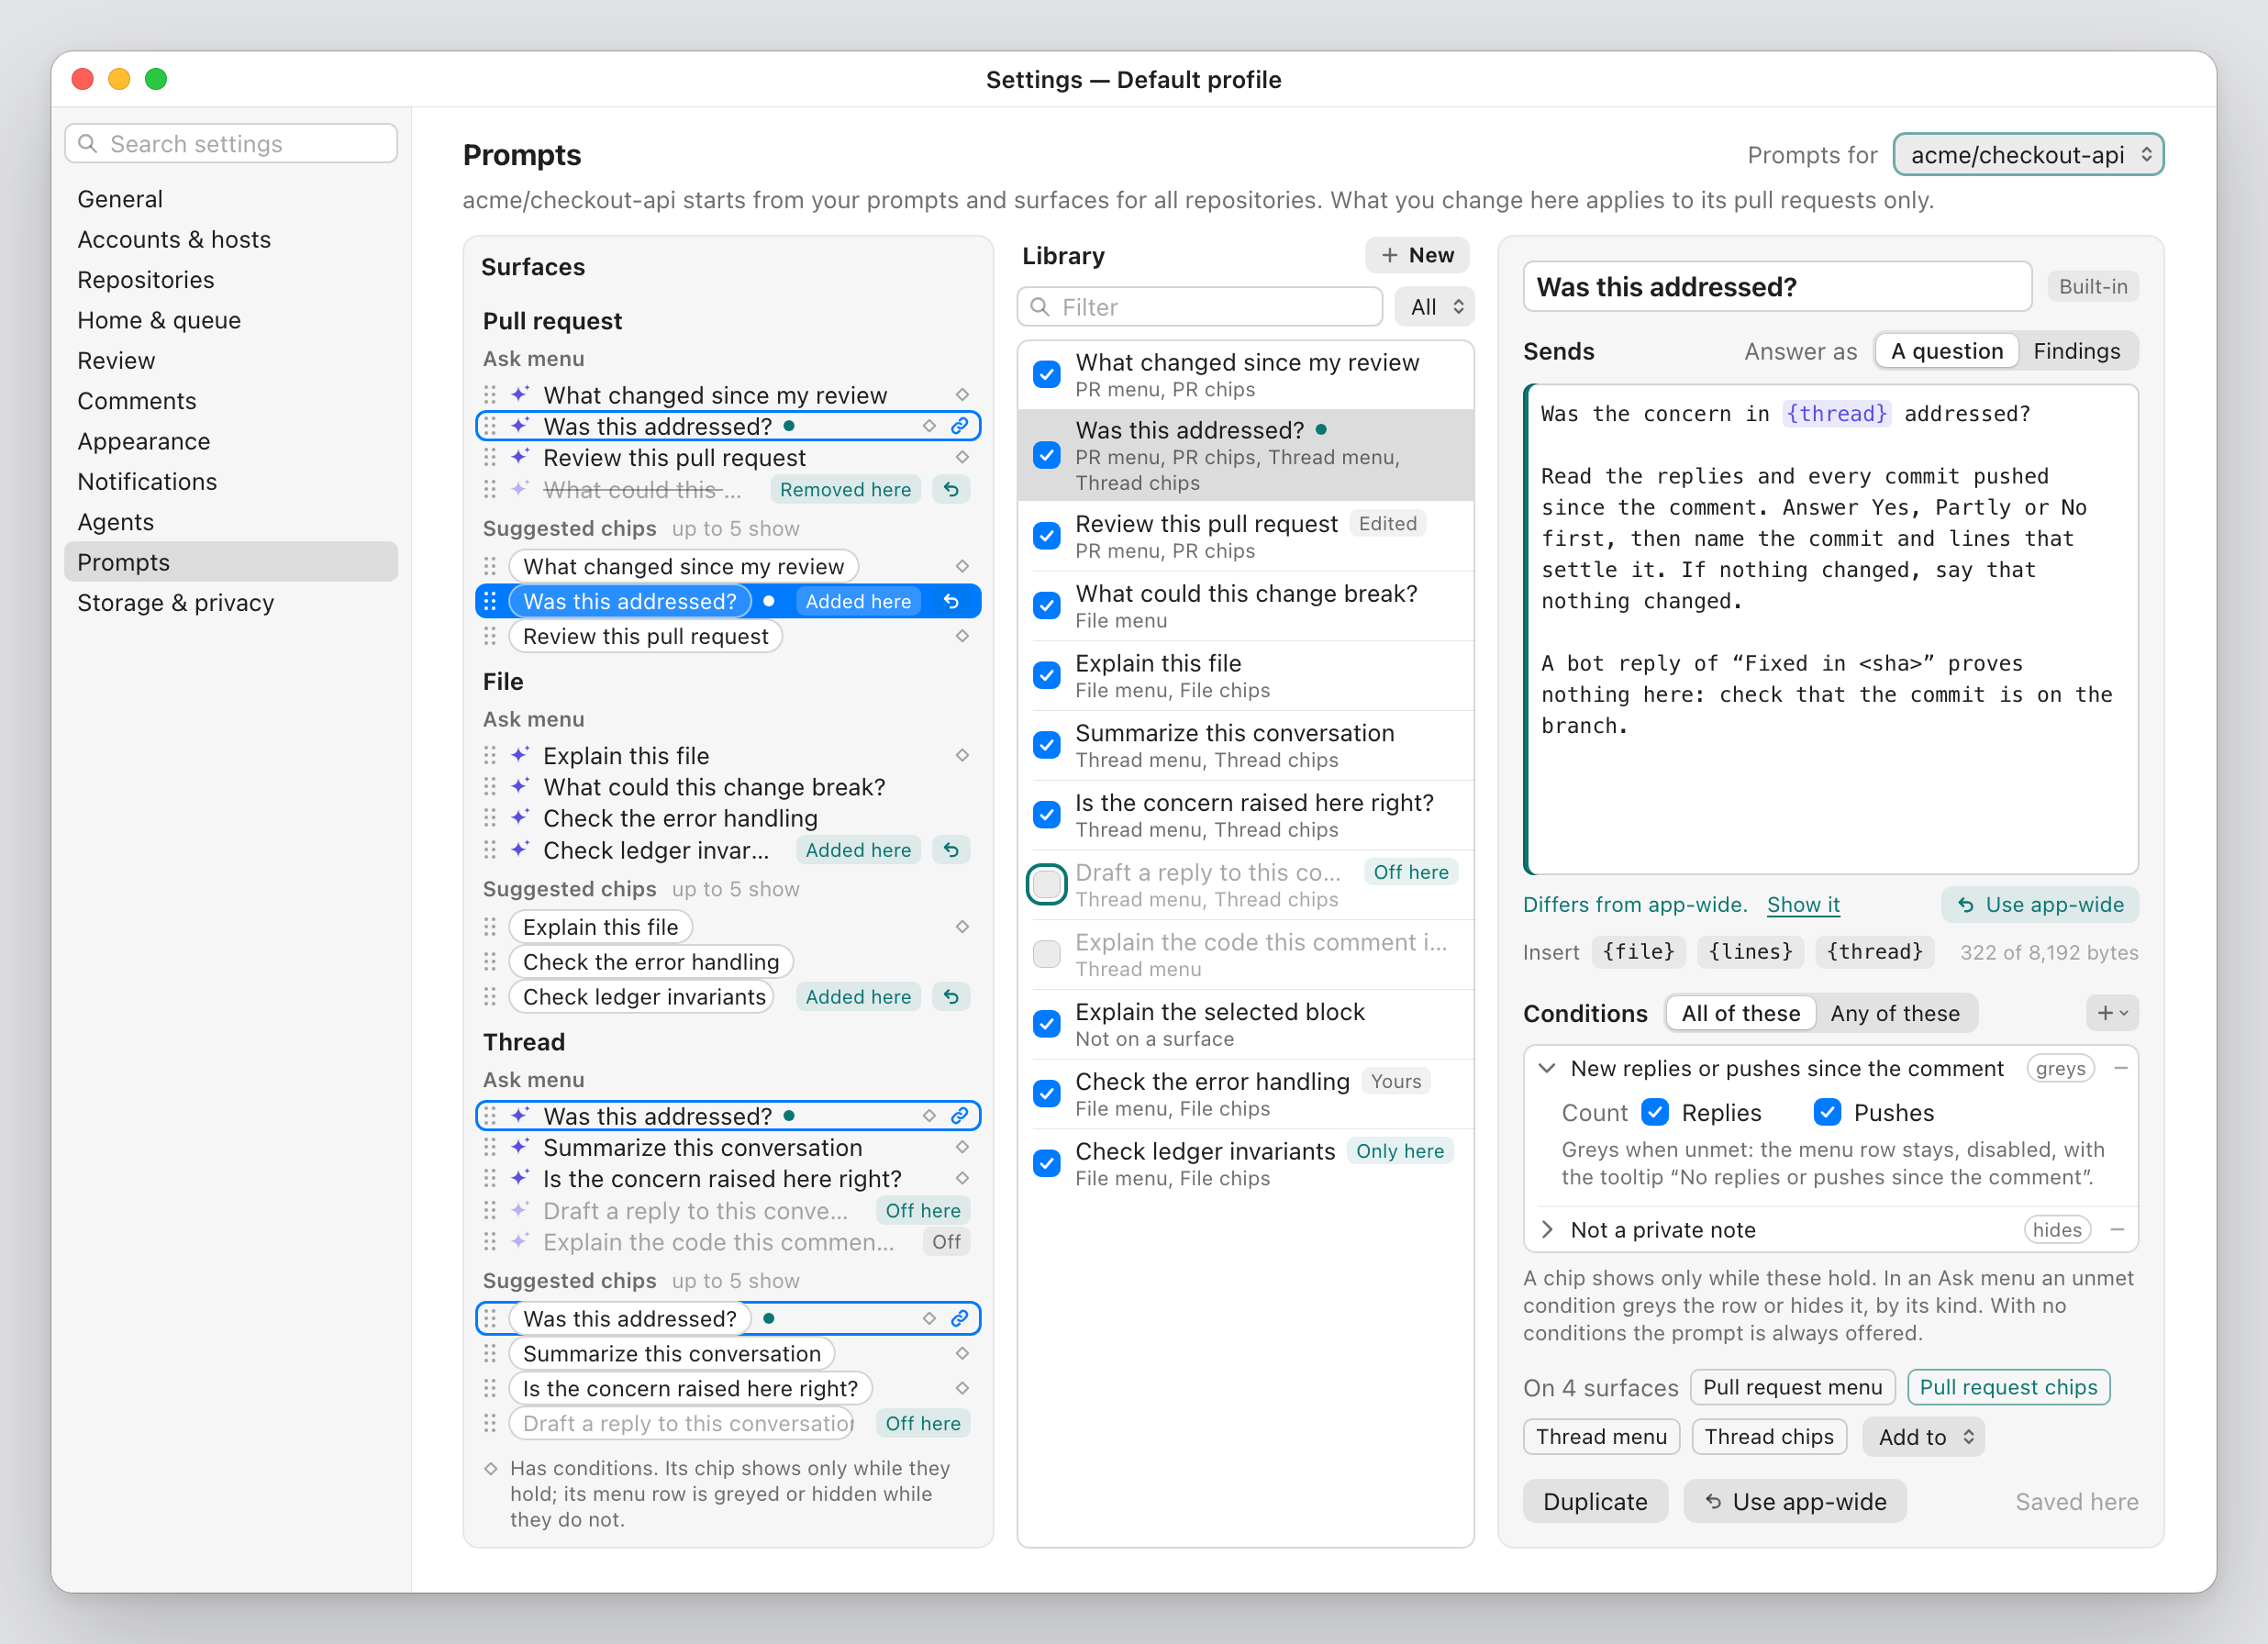 Settings — Default profile
Search settings
General
Accounts & hosts
Repositories
Home & queue
Review
Comments
Appearance
Notifications
Agents
Prompts
Storage & privacy
Prompts
Prompts for acme/checkout-api
acme/checkout-api starts from your prompts and surfaces for all repositories. What you change here applies to its pull requests only.
Surfaces
Pull request
Ask menu
What changed since my review
Was this addressed?
Review this pull request
What could this ... Removed here
Suggested chips up to 5 show
What changed since my review
Was this addressed? Added here
Review this pull request
File
Ask menu
Explain this file
What could this change break?
Check the error handling
Check ledger invar... Added here
Suggested chips up to 5 show
Explain this file
Check the error handling
Check ledger invariants Added here
Thread
Ask menu
Was this addressed?
Summarize this conversation
Is the concern raised here right?
Draft a reply to this conve... Off here
Explain the code this commen... Off
Suggested chips up to 5 show
Was this addressed?
Summarize this conversation
Is the concern raised here right?
Draft a reply to this conversation Off here
Has conditions. Its chip shows only while they
hold; its menu row is greyed or hidden while
they do not.
Library
New
Filter
All
What changed since my review
PR menu, PR chips
Was this addressed?
PR menu, PR chips, Thread menu,
Thread chips
Review this pull request Edited
PR menu, PR chips
What could this change break?
File menu
Explain this file
File menu, File chips
Summarize this conversation
Thread menu, Thread chips
Is the concern raised here right?
Thread menu, Thread chips
Draft a reply to this co... Off here
Thread menu, Thread chips
Explain the code this comment i...
Thread menu
Explain the selected block
Not on a surface
Check the error handling Yours
File menu, File chips
Check ledger invariants Only here
File menu, File chips
Was this addressed? Built-in
Sends Answer as A question Findings
Was the concern in {thread} addressed?
Read the replies and every commit pushed
since the comment. Answer Yes, Partly or No
first, then name the commit and lines that
settle it. If nothing changed, say that
nothing changed.
A bot reply of “Fixed in <sha>” proves
nothing here: check that the commit is on the
branch.
Differs from app-wide. Show it Use app-wide
Insert {file} {lines} {thread} 322 of 8,192 bytes
Conditions All of these Any of these
New replies or pushes since the comment greys
Count Replies Pushes
Greys when unmet: the menu row stays, disabled, with
the tooltip “No replies or pushes since the comment”.
Not a private note hides
A chip shows only while these hold. In an Ask menu an unmet
condition greys the row or hides it, by its kind. With no
conditions the prompt is always offered.
On 4 surfaces Pull request menu Pull request chips
Thread menu Thread chips Add to
Duplicate Use app-wide Saved here